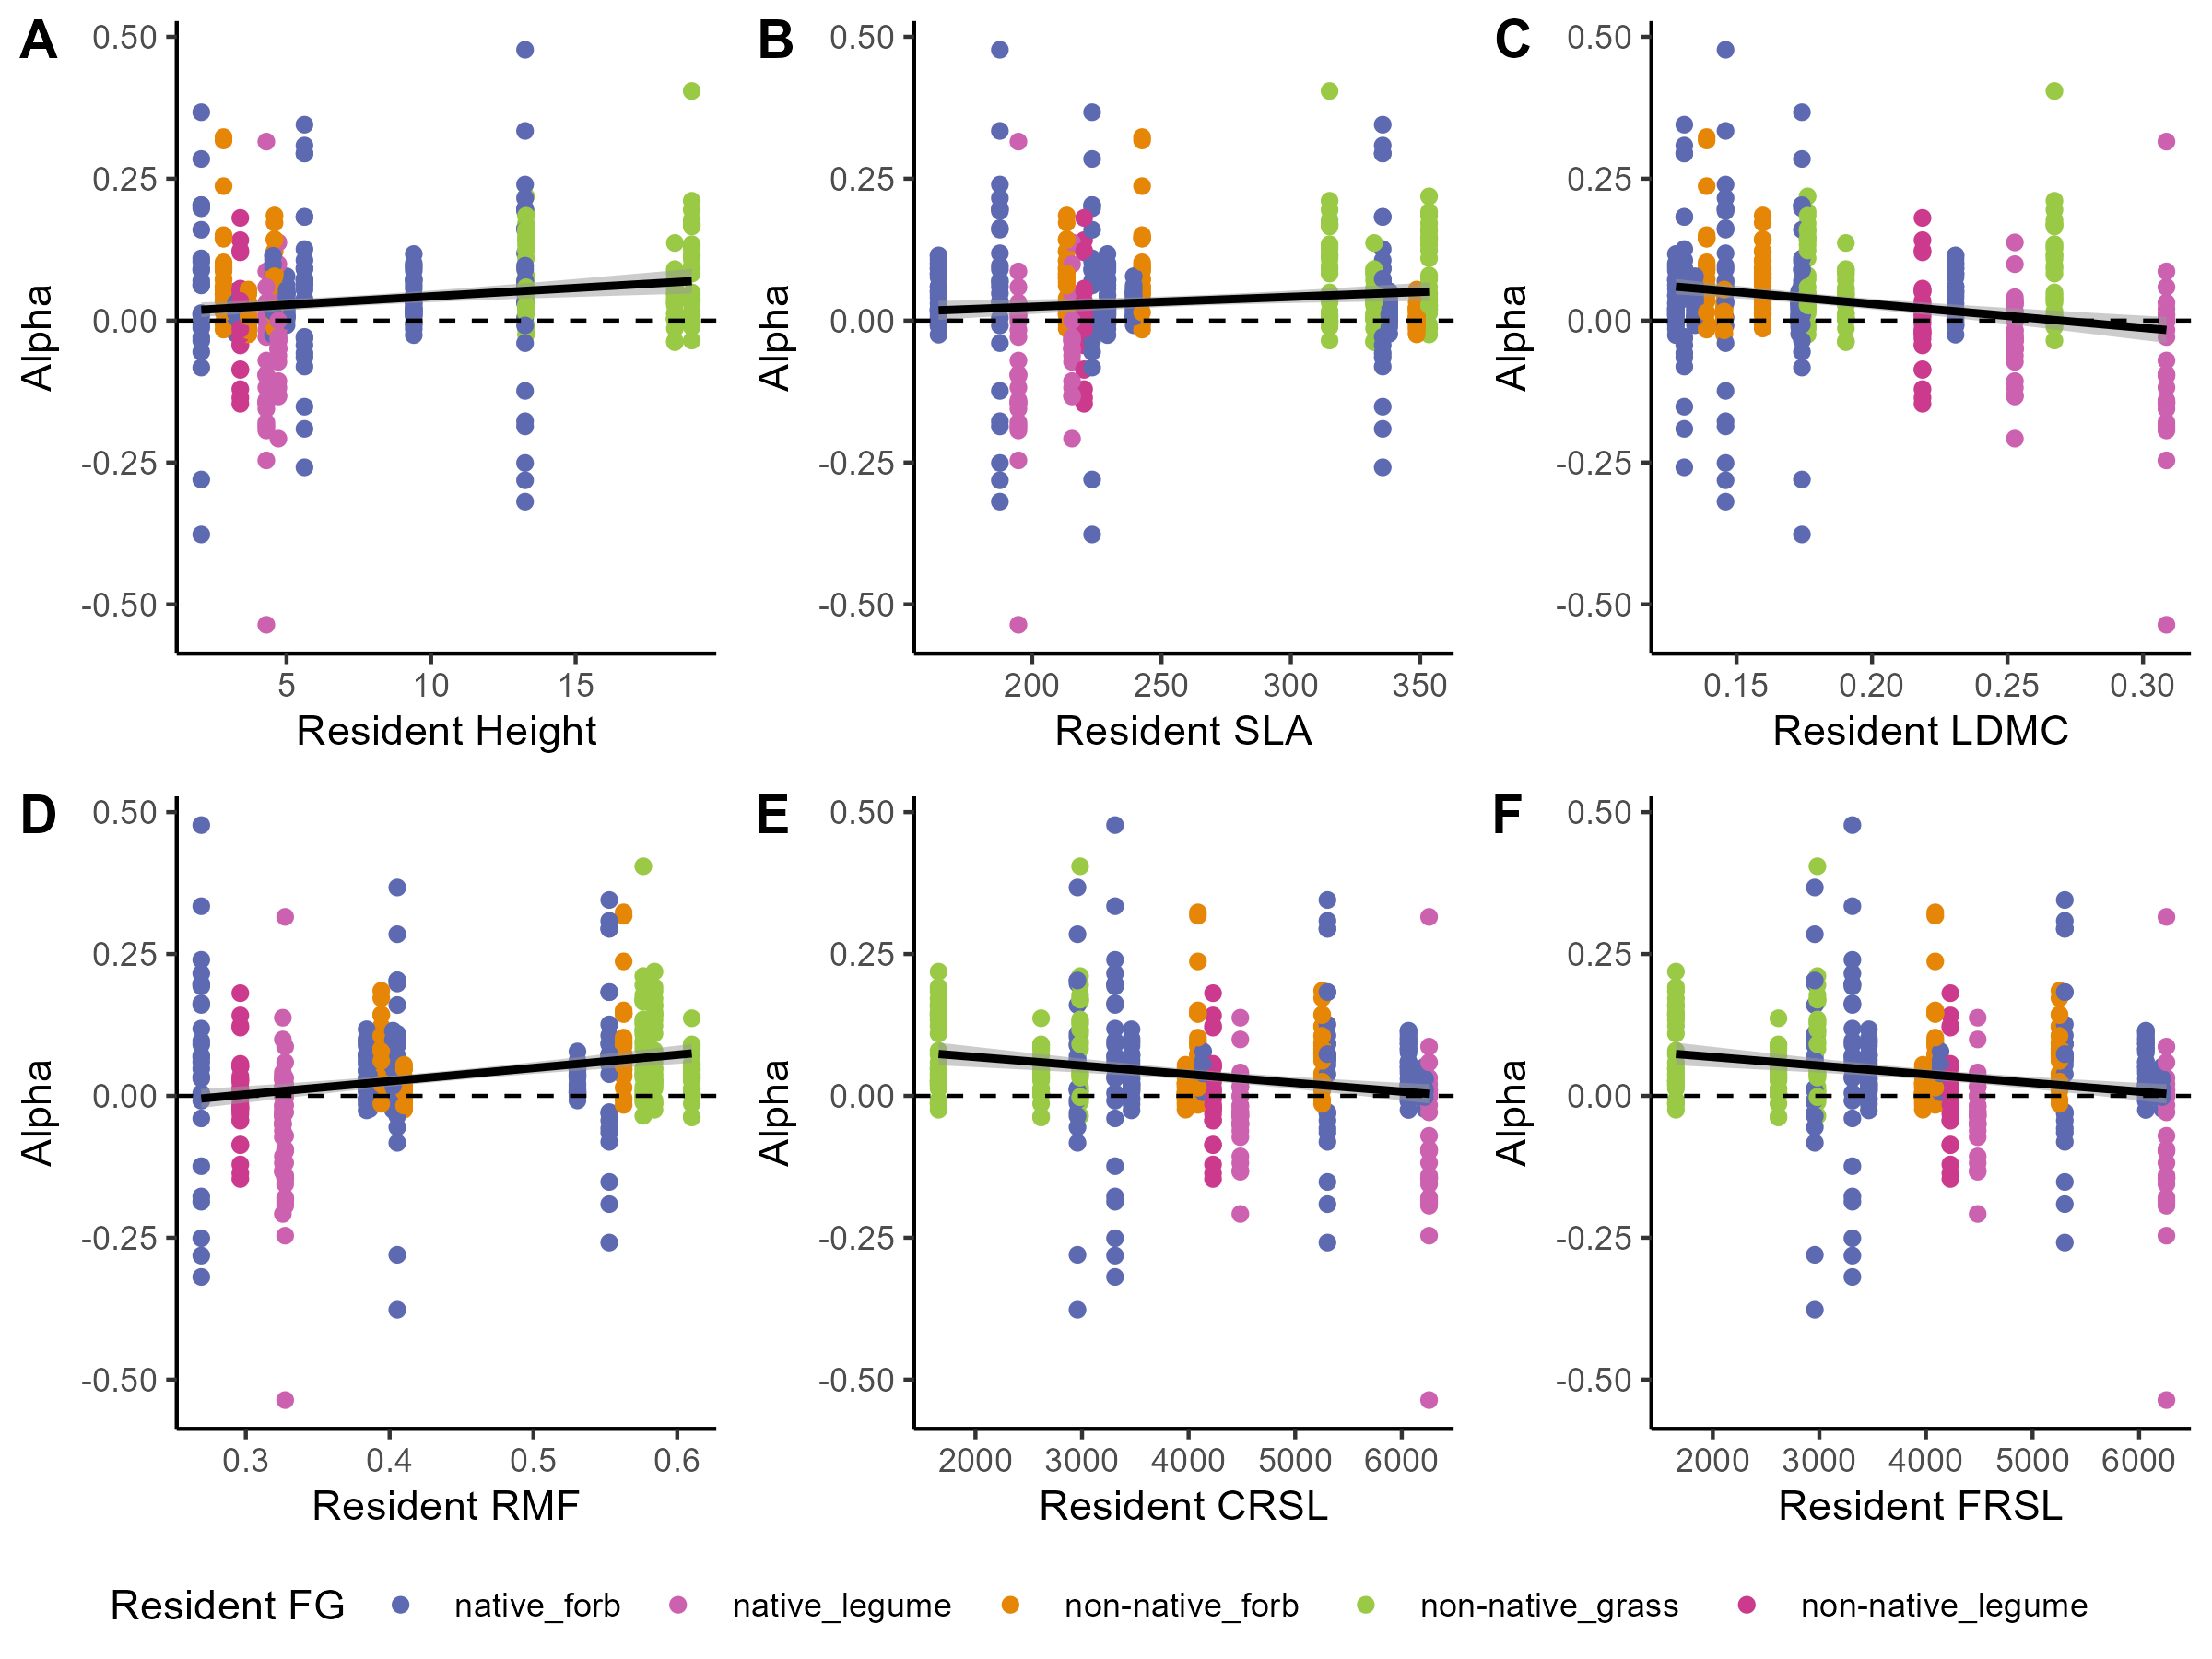 A
B
C
0.50
0.25
0.00
-0.25
-0.50
Alpha
5 10 15
Resident Height
0.50
0.25
0.00
-0.25
-0.50
Alpha
200 250 300 350
Resident SLA
0.50
0.25
0.00
-0.25
-0.50
Alpha
0.15 0.20 0.25 0.30
Resident LDMC
D
E
F
0.50
0.25
0.00
-0.25
-0.50
Alpha
0.3 0.4 0.5 0.6
Resident RMF
0.50
0.25
0.00
-0.25
-0.50
Alpha
2000 3000 4000 5000 6000
Resident CRSL
0.50
0.25
0.00
-0.25
-0.50
Alpha
2000 3000 4000 5000 6000
Resident FRSL
Resident FG native_forb native_legume non-native_forb non-native_grass non-native_legume